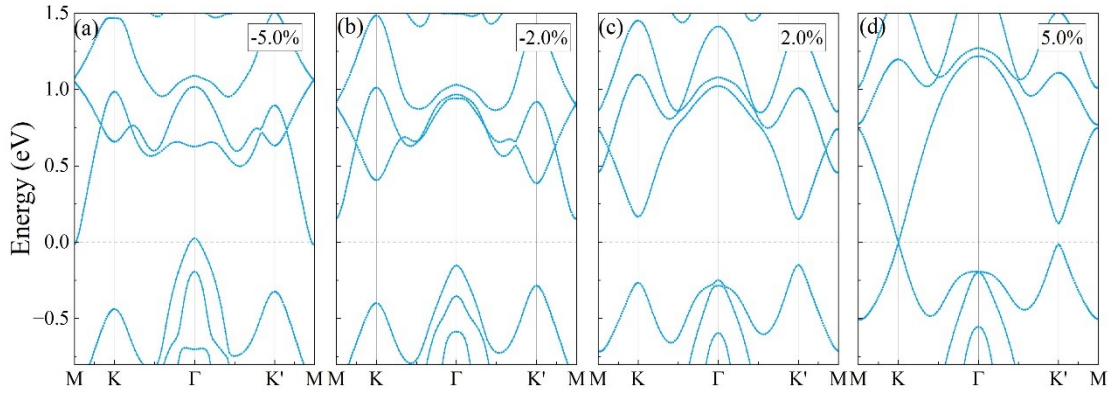 (a)
-5.0%
(b)
-2.0%
(c)
2.0%
(d)
5.0%
Energy (eV)
1.5
1.0
0.5
0.0
−0.5
M K Γ K' M K Γ K' M M K Γ K' M M K Γ K' M